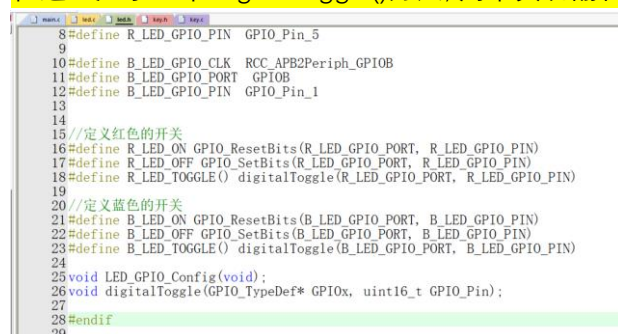 main.c led.c led.h key.h key.c
8 #define R_LED_GPIO_PIN GPIO_Pin_5
9
10 #define B_LED_GPIO_CLK RCC_APB2Periph_GPIOB
11 #define B_LED_GPIO_PORT GPIOB
12 #define B_LED_GPIO_PIN GPIO_Pin_1
13
14
15 //定义红色的开关
16 #define R_LED_ON GPIO_ResetBits(R_LED_GPIO_PORT, R_LED_GPIO_PIN)
17 #define R_LED_OFF GPIO_SetBits(R_LED_GPIO_PORT, R_LED_GPIO_PIN)
18 #define R_LED_TOGGLE() digitalToggle(R_LED_GPIO_PORT, R_LED_GPIO_PIN)
19
20 //定义蓝色的开关
21 #define B_LED_ON GPIO_ResetBits(B_LED_GPIO_PORT, B_LED_GPIO_PIN)
22 #define B_LED_OFF GPIO_SetBits(B_LED_GPIO_PORT, B_LED_GPIO_PIN)
23 #define B_LED_TOGGLE() digitalToggle(B_LED_GPIO_PORT, B_LED_GPIO_PIN)
24
25 void LED_GPIO_Config(void);
26 void digitalToggle(GPIO_TypeDef* GPIOx, uint16_t GPIO_Pin);
27
28 #endif
29